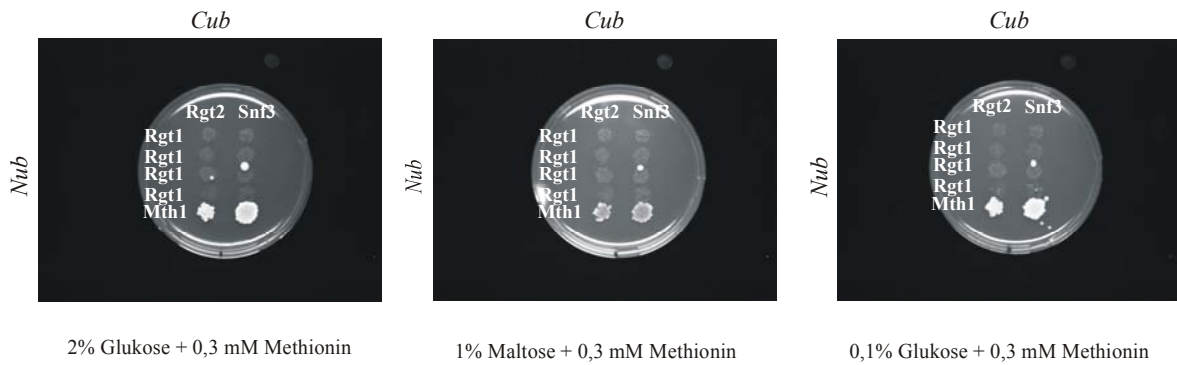 Cub
Cub
Cub
Nub
Rgt2 Snf3
Rgt1
Rgt1
Rgt1
Rgt1
Mth1
Nub
Rgt2 Snf3
Rgt1
Rgt1
Rgt1
Rgt1
Mth1
Nub
Rgt2 Snf3
Rgt1
Rgt1
Rgt1
Rgt1
Mth1
2% Glukose + 0,3 mM Methionin
1% Maltose + 0,3 mM Methionin
0,1% Glukose + 0,3 mM Methionin